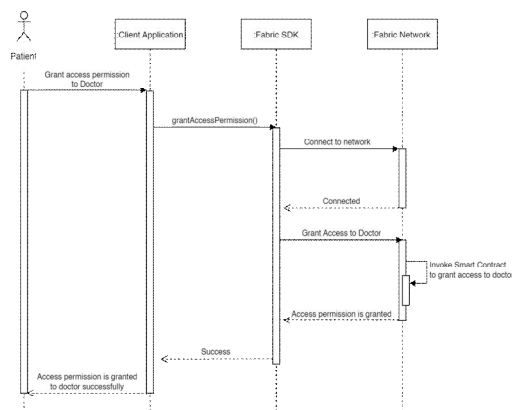 :Client Application
:Fabric SDK
:Fabric Network
Patient
Grant access permission
to Doctor
grantAccessPermission()
Connect to network
Connected
Grant Access to Doctor
Invoke Smart Contract
to grant access to doctor
Access permission is granted
Success
Access permission is granted
to doctor successfully